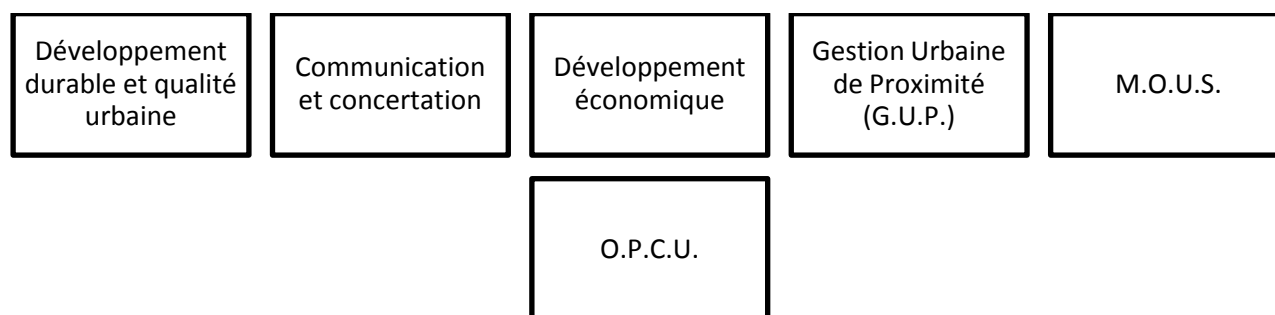 Développement
durable et qualité
urbaine
Communication
et concertation
Développement
économique
Gestion Urbaine
de Proximité
(G.U.P.)
M.O.U.S.
O.P.C.U.